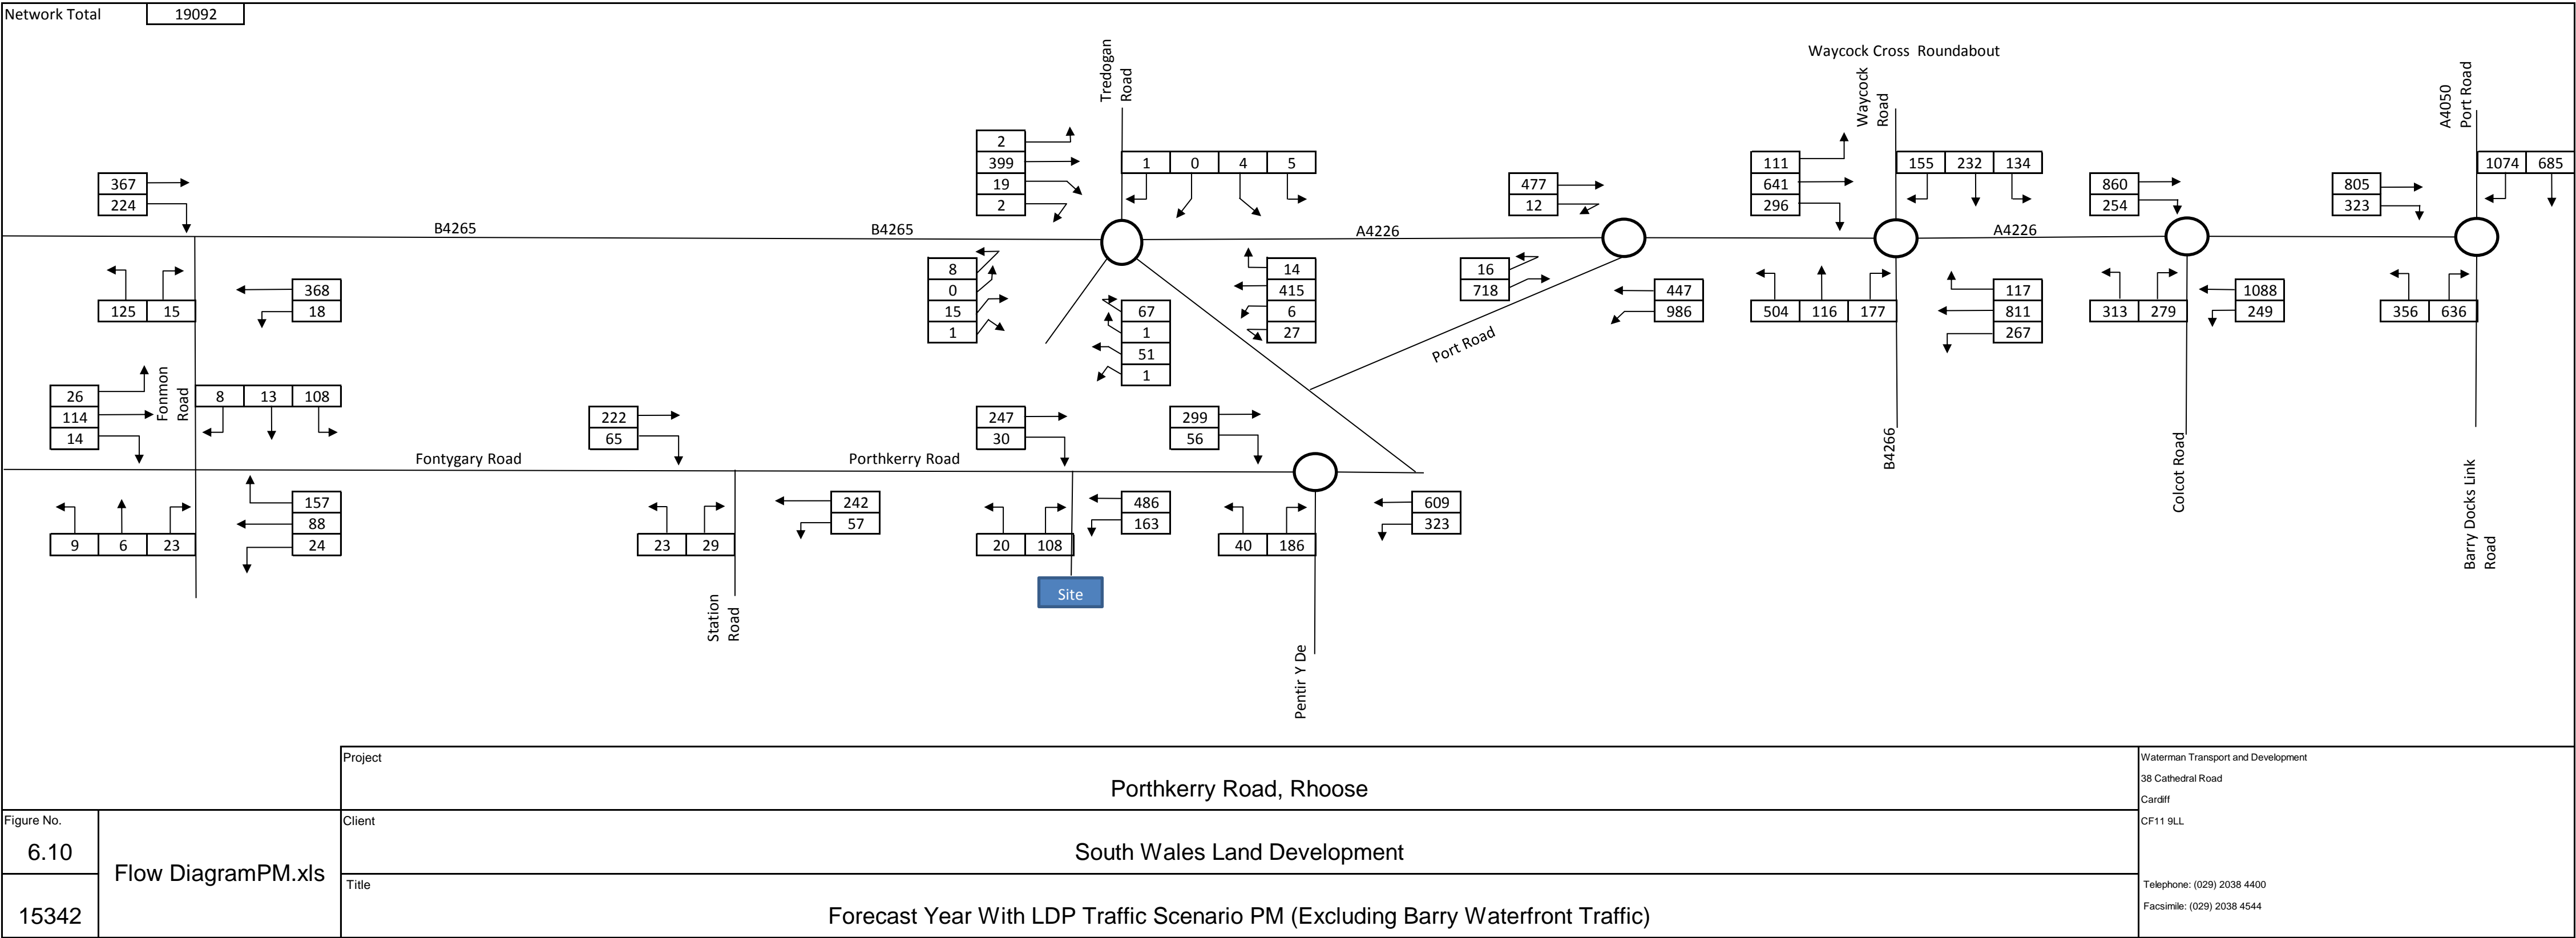 Network Total 19092
Waycock Cross Roundabout
Tredogan
Road
Waycock
Road
A4050
Port Road
2
399
19
2
1 0 4 5
111
641
296
155 232 134
1074 685
367
224
477
12
860
254
805
323
B4265
B4265
A4226
A4226
8
0
15
1
14
415
6
27
16
718
447
986
125 15
368
18
67
1
51
1
504 116 177
117
811
267
313 279
1088
249
356 636
Port Road
Fonmon
Road
26
114
14
8 13 108
222
65
247
30
299
56
Fontygary Road
Porthkerry Road
B4266
Colcot Road
Barry Docks Link
Road
9 6 23
157
88
24
23 29
242
57
20 108
486
163
40 186
609
323
Site
Station
Road
Pentir Y De
Project
Porthkerry Road, Rhoose
Waterman Transport and Development
38 Cathedral Road
Cardiff
CF11 9LL
Figure No.
6.10
Flow DiagramPM.xls
Client
South Wales Land Development
15342
Title
Forecast Year With LDP Traffic Scenario PM (Excluding Barry Waterfront Traffic)
Telephone: (029) 2038 4400
Facsimile: (029) 2038 4544